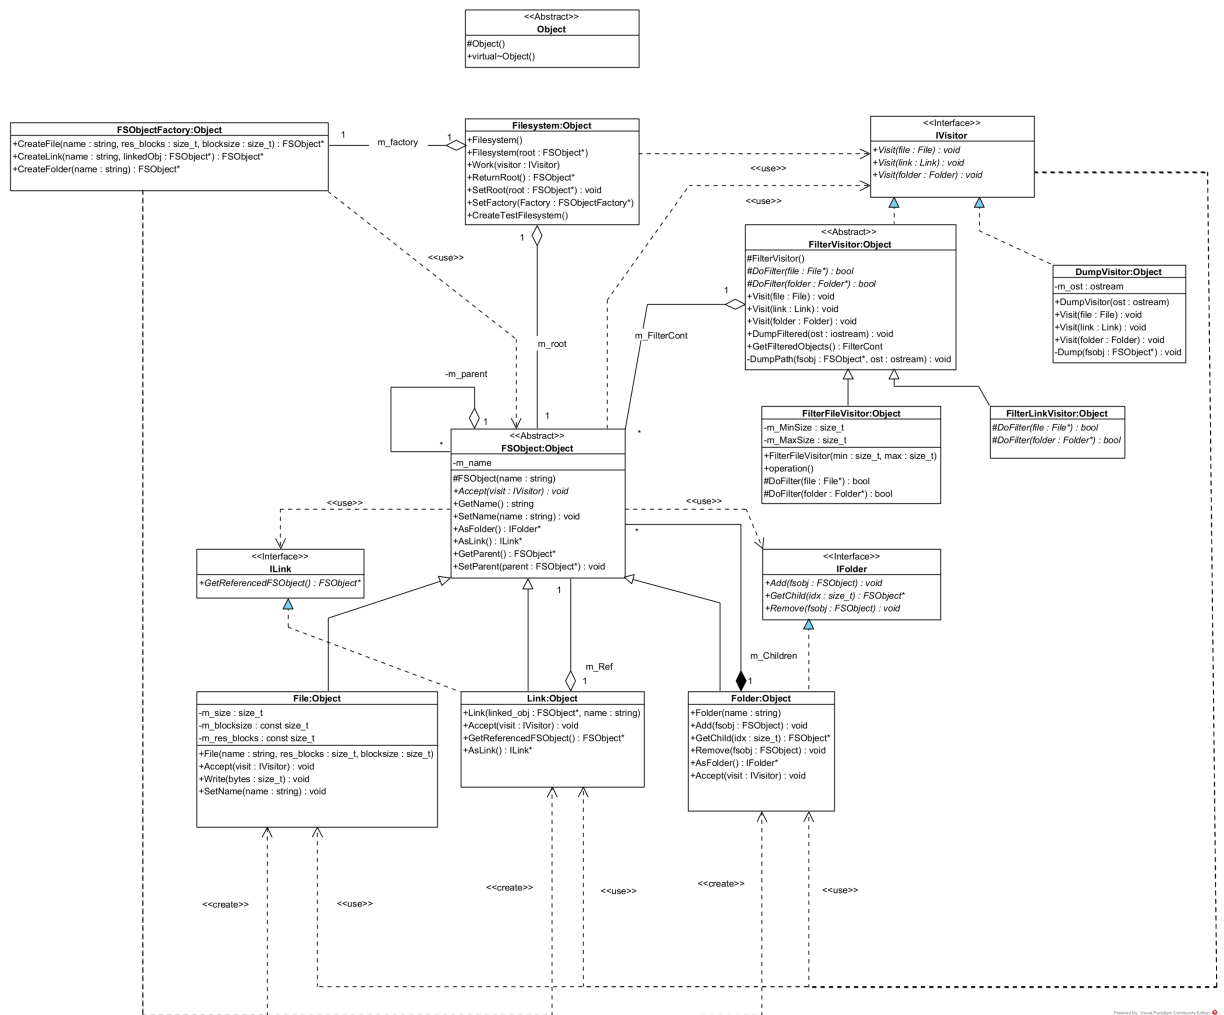 <<Abstract>>
Object
#Object()
+virtual~Object()
FSObjectFactory:Object
+CreateFile(name : string, res_blocks : size_t, blocksize : size_t) : FSObject*
+CreateLink(name : string, linkedObj : FSObject*) : FSObject*
+CreateFolder(name : string) : FSObject*
1
m_factory
1
Filesystem:Object
+Filesystem()
+Filesystem(root : FSObject*)
+Work(visitor : IVisitor)
+ReturnRoot() : FSObject*
+SetRoot(root : FSObject*) : void
+SetFactory(Factory : FSObjectFactory*)
+CreateTestFilesystem()
<<Interface>>
IVisitor
+Visit(file : File) : void
+Visit(link : Link) : void
+Visit(folder : Folder) : void
<<use>>
<<use>>
<<use>>
1
m_root
1
<<Abstract>>
FilterVisitor:Object
#FilterVisitor()
#DoFilter(file : File*) : bool
#DoFilter(folder : Folder*) : bool
+Visit(file : File) : void
+Visit(link : Link) : void
+Visit(folder : Folder) : void
+DumpFiltered(ost : iostream) : void
+GetFilteredObjects() : FilterCont
-DumpPath(fsobj : FSObject*, ost : ostream) : void
DumpVisitor:Object
-m_ost : ostream
+DumpVisitor(ost : ostream)
+Visit(file : File) : void
+Visit(link : Link) : void
+Visit(folder : Folder) : void
-Dump(fsobj : FSObject*) : void
1
m_FilterCont
*
-m_parent
1
*
FilterFileVisitor:Object
-m_MinSize : size_t
-m_MaxSize : size_t
+FilterFileVisitor(min : size_t, max : size_t)
+operation()
#DoFilter(file : File*) : bool
#DoFilter(folder : Folder*) : bool
FilterLinkVisitor:Object
#DoFilter(file : File*) : bool
#DoFilter(folder : Folder*) : bool
<<Abstract>>
FSObject:Object
-m_name
#FSObject(name : string)
+Accept(visit : IVisitor) : void
+GetName() : string
+SetName(name : string) : void
+AsFolder() : IFolder*
+AsLink() : ILink*
+GetParent() : FSObject*
+SetParent(parent : FSObject*) : void
<<use>>
<<use>>
*
<<Interface>>
ILink
+GetReferencedFSObject() : FSObject*
<<Interface>>
IFolder
+Add(fsobj : FSObject) : void
+GetChild(idx : size_t) : FSObject*
+Remove(fsobj : FSObject) : void
1
m_Ref
1
m_Children
1
File:Object
-m_size : size_t
-m_blocksize : const size_t
-m_res_blocks : const size_t
+File(name : string, res_blocks : size_t, blocksize : size_t)
+Accept(visit : IVisitor) : void
+Write(bytes : size_t) : void
+SetName(name : string) : void
Link:Object
+Link(linked_obj : FSObject*, name : string)
+Accept(visit : IVisitor) : void
+GetReferencedFSObject() : FSObject*
+AsLink() : ILink*
Folder:Object
+Folder(name : string)
+Add(fsobj : FSObject) : void
+GetChild(idx : size_t) : FSObject*
+Remove(fsobj : FSObject) : void
+AsFolder() : IFolder*
+Accept(visit : IVisitor) : void
<<create>>
<<use>>
<<create>>
<<use>>
<<create>>
<<use>>
Powered By: Visual Paradigm Community Edition